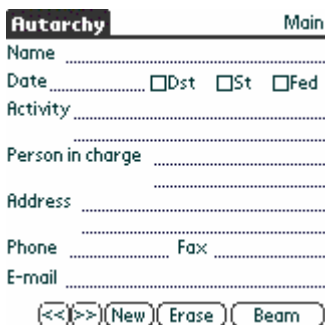 Autarchy Main
Name
Date Dst St Fed
Activity
Person in charge
Address
Phone Fax
E-mail
<< >> New Erase Beam